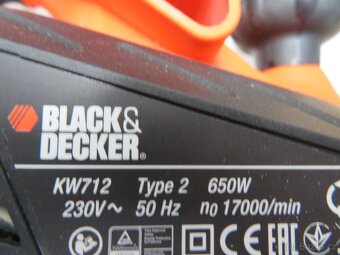 BLACK&
DECKER®
KW712 Type 2 650W
230V~ 50 Hz no 17000/min